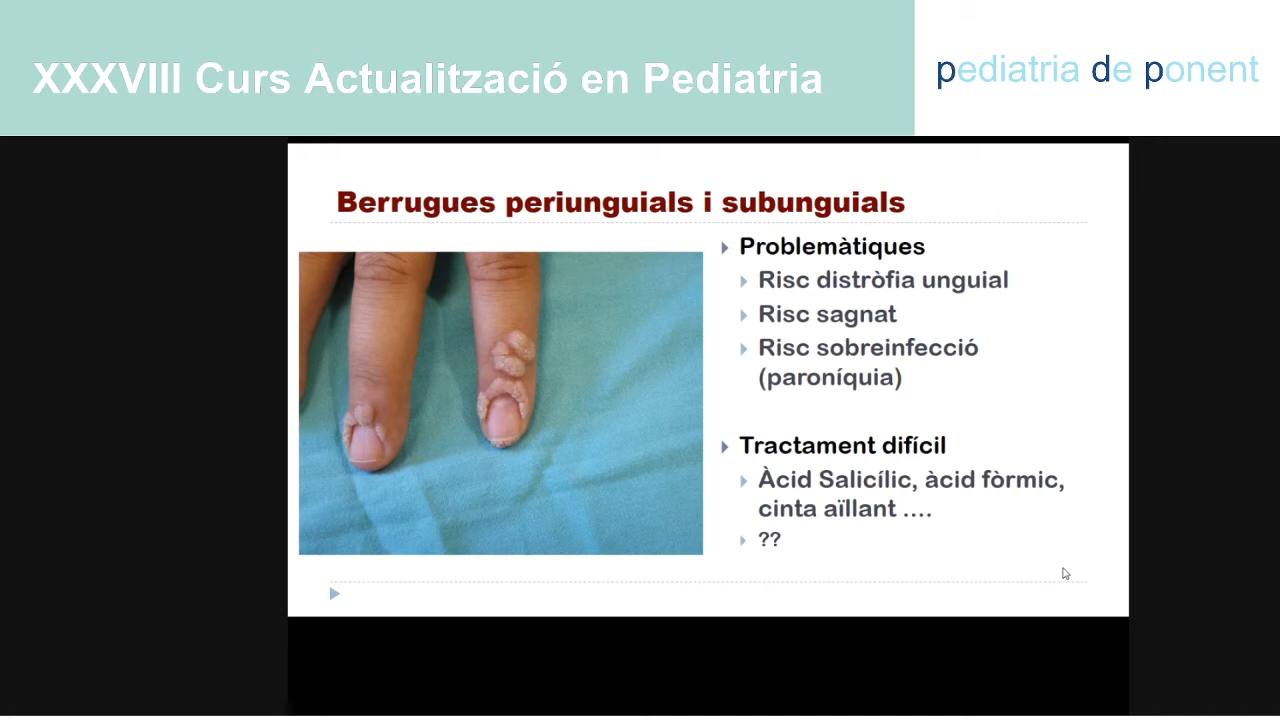 XXXVIII Curs Actualització en Pediatria
pediatria de ponent
Berrugues periunguials i subunguials
Problemàtiques
Risc distròfia unguial
Risc sagnat
Risc sobreinfecció
(paroníquia)
Tractament difícil
Àcid Salicílic, àcid fòrmic,
cinta aïllant ....
??